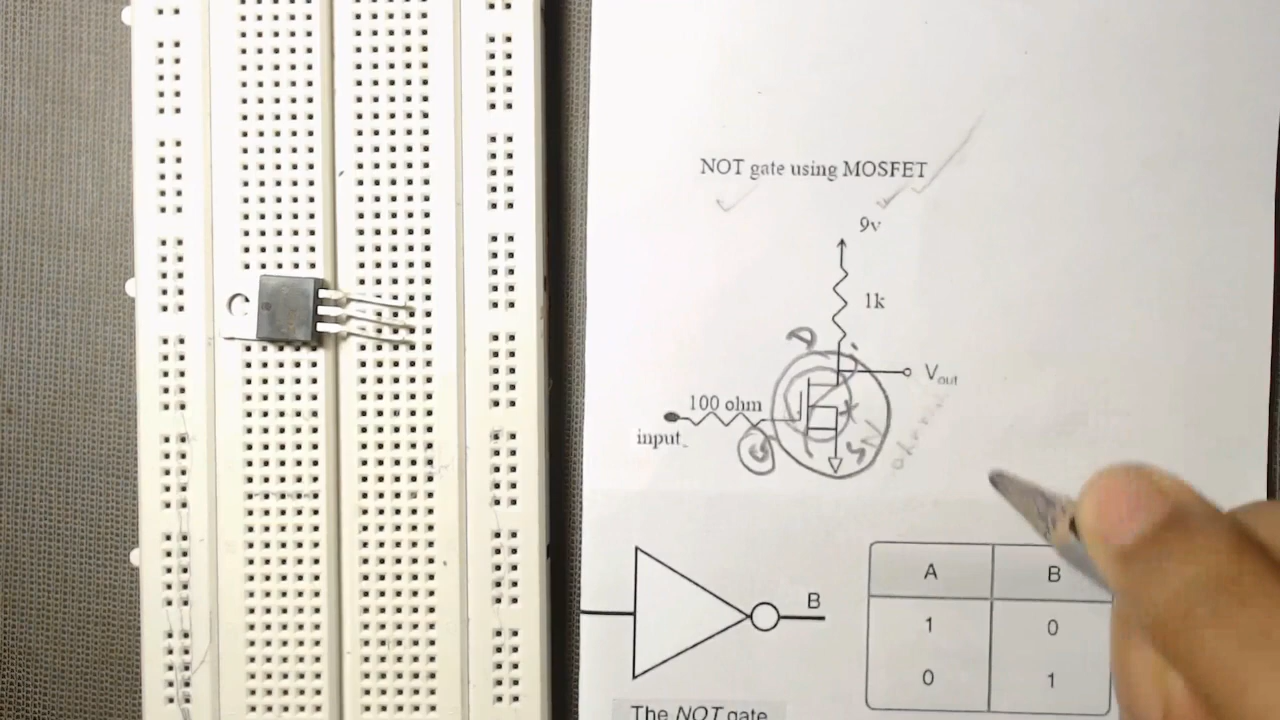 NOT gate using MOSFET
9v
1k
D
Vout
100 ohm
input
G
S N
B
A B
1 0
0 1
The NOT gate